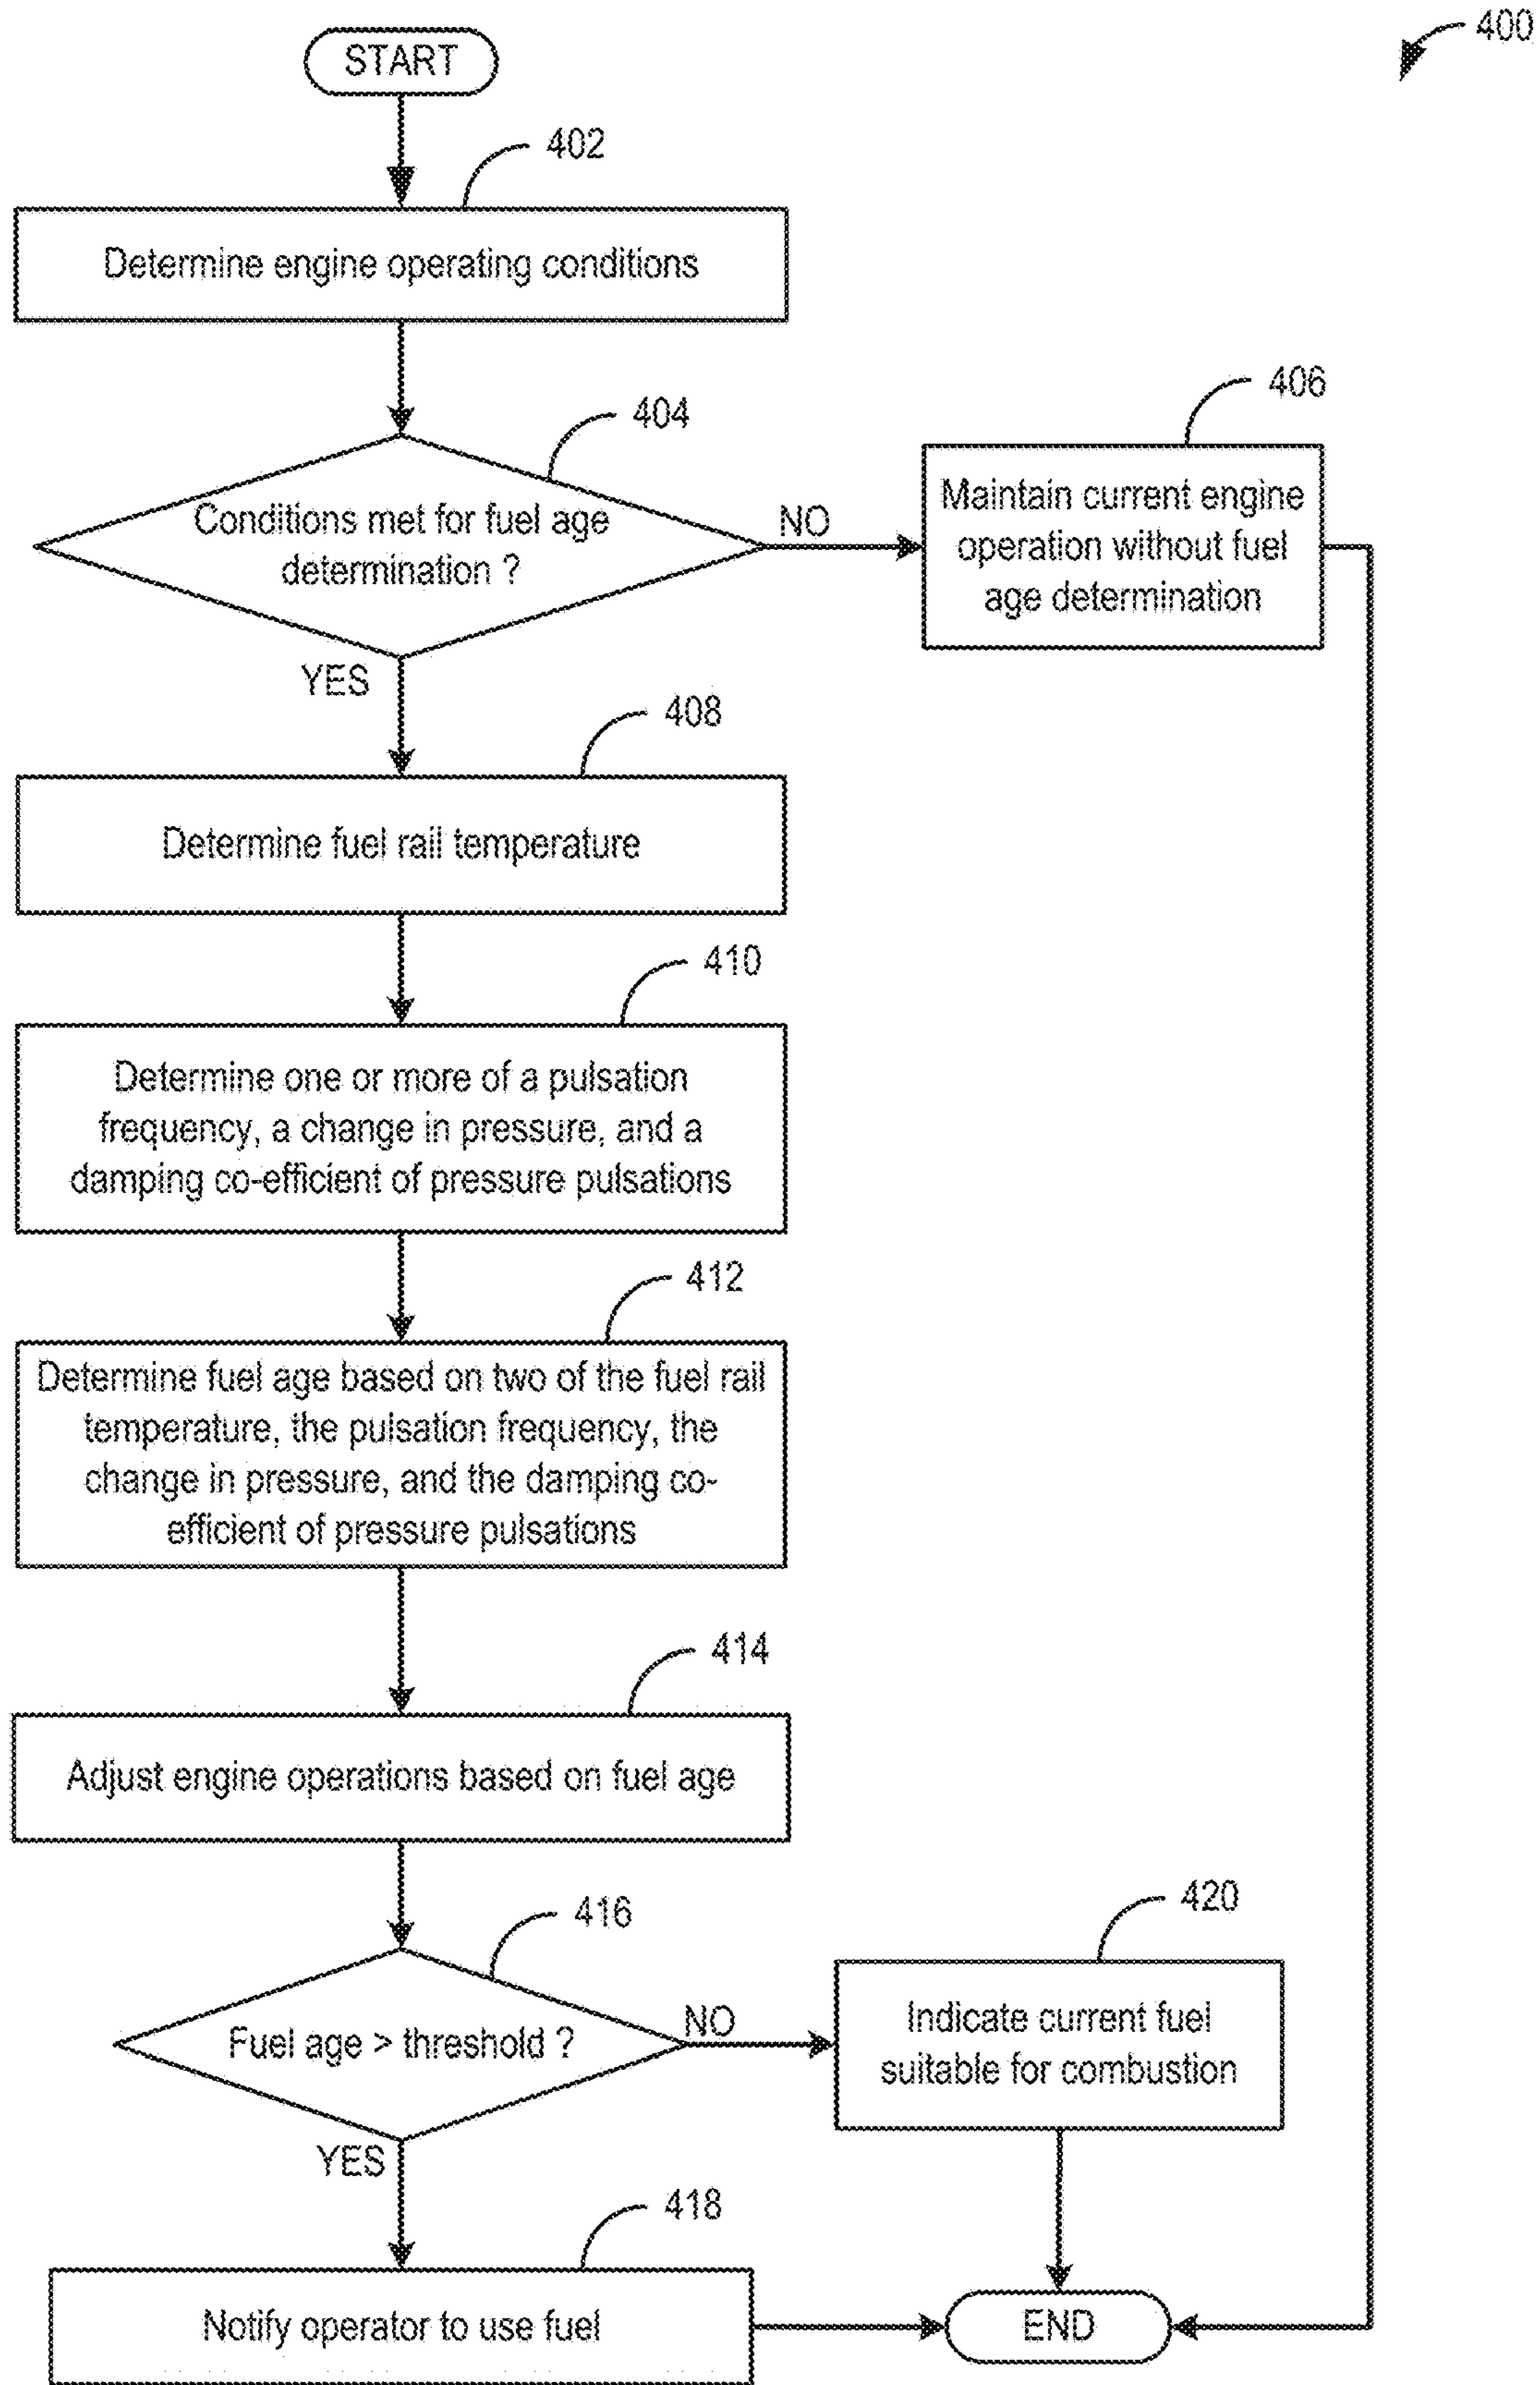 400
START
402
Determine engine operating conditions
404
Conditions met for fuel age
determination ?
NO
YES
406
Maintain current engine
operation without fuel
age determination
408
Determine fuel rail temperature
410
Determine one or more of a pulsation
frequency, a change in pressure, and a
damping co-efficient of pressure pulsations
412
Determine fuel age based on two of the fuel rail
temperature, the pulsation frequency, the
change in pressure, and the damping co-
efficient of pressure pulsations
414
Adjust engine operations based on fuel age
416
Fuel age > threshold ?
NO
YES
420
Indicate current fuel
suitable for combustion
418
Notify operator to use fuel
END